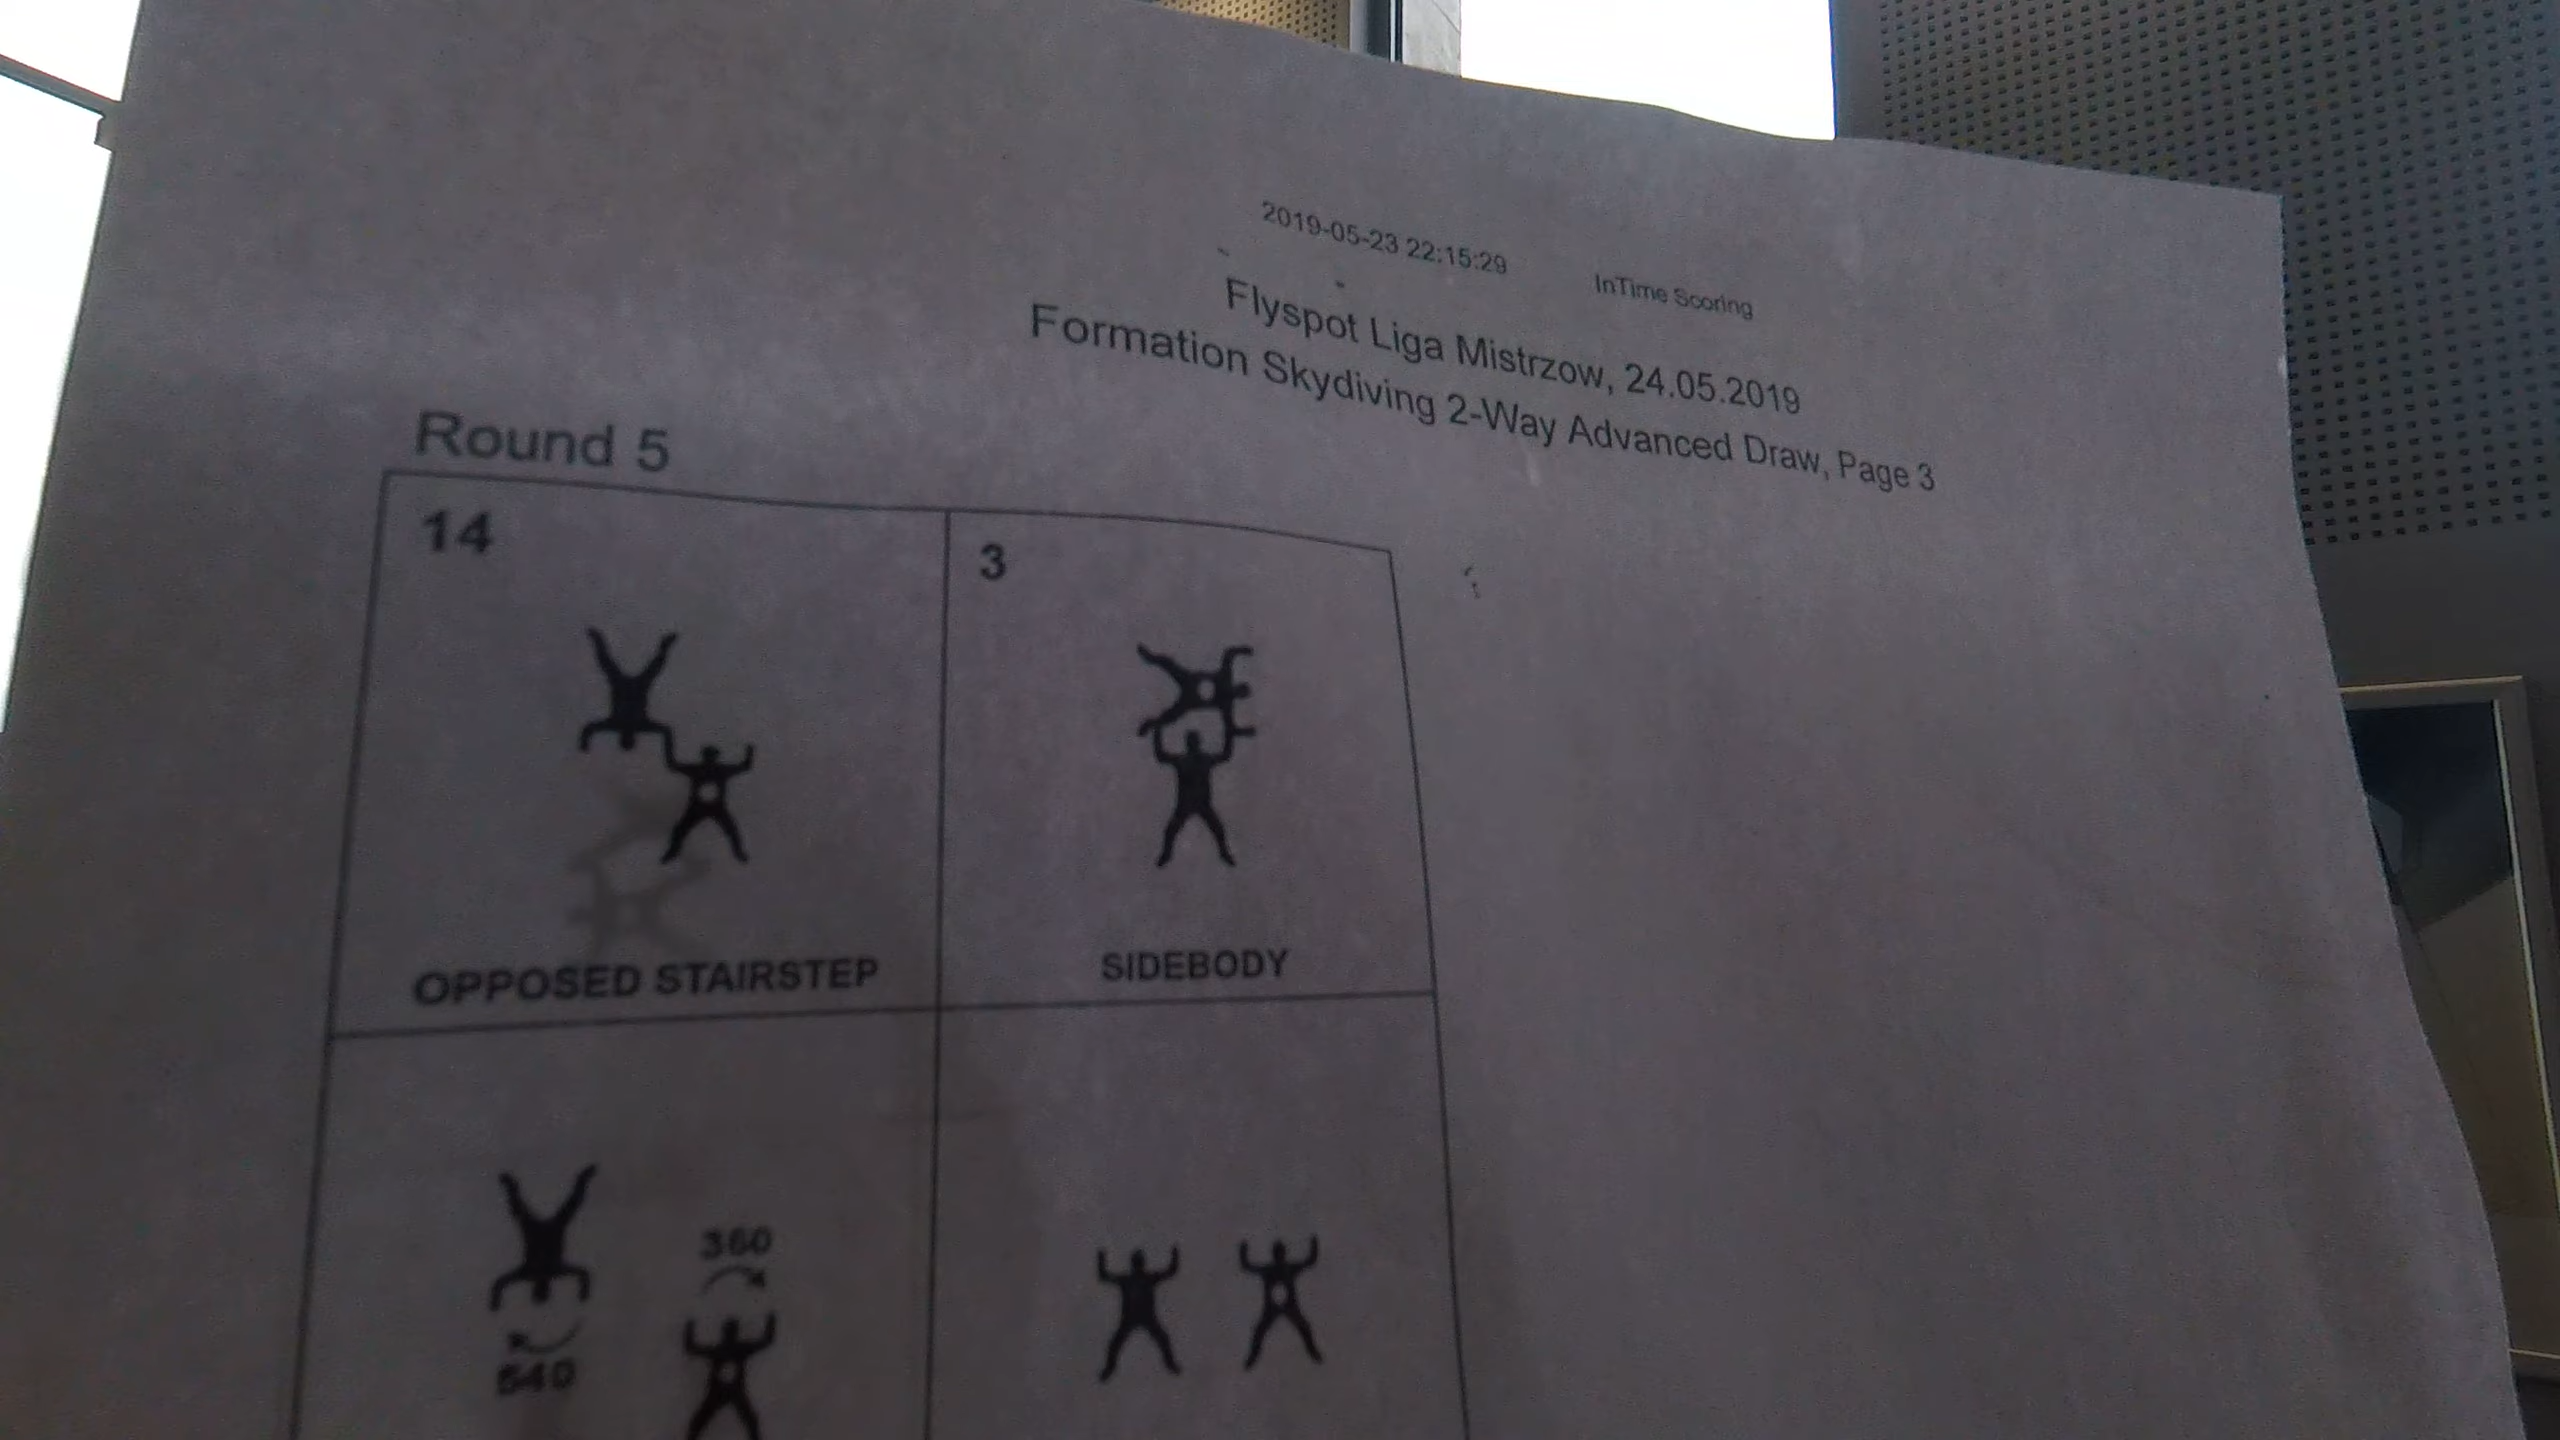 2019-05-23 22:15:29 InTime Scoring
Flyspot Liga Mistrzow, 24.05.2019
Formation Skydiving 2-Way Advanced Draw, Page 3
Round 5
14
3
OPPOSED STAIRSTEP
SIDEBODY
360
540